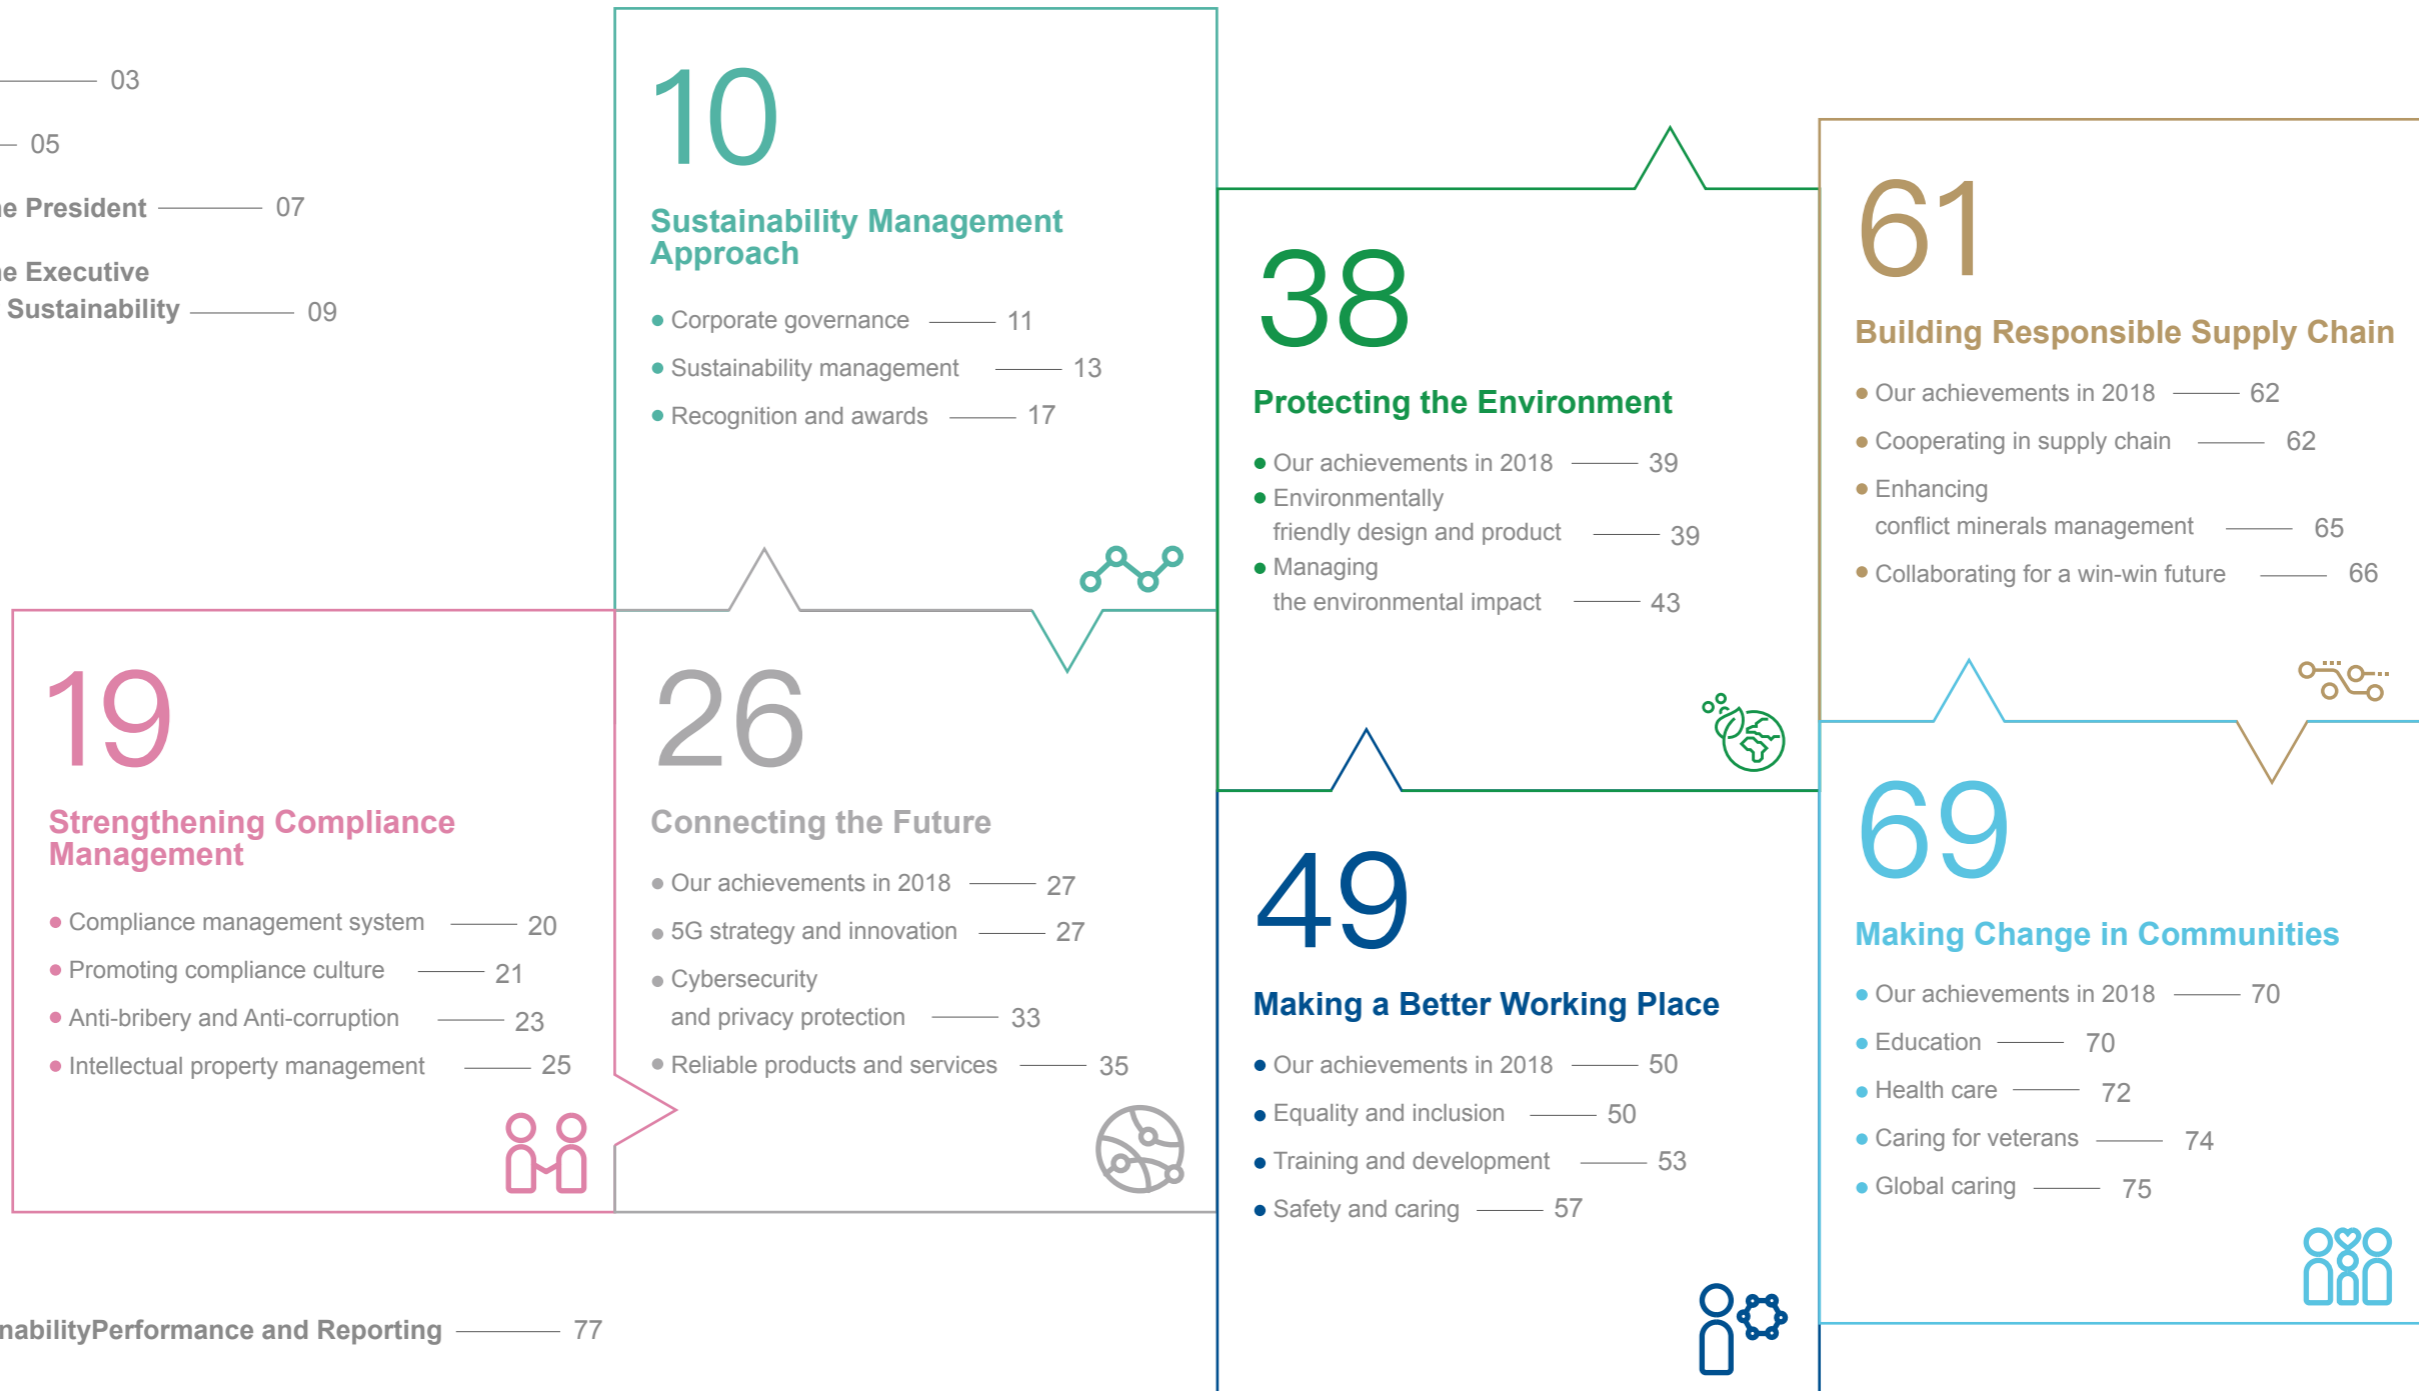 03
05
President 07
Executive
Sustainability 09
10
Sustainability Management
Approach
Corporate governance 11
Sustainability management 13
Recognition and awards 17
19
Strengthening Compliance
Management
Compliance management system 20
Promoting compliance culture 21
Anti-bribery and Anti-corruption 23
Intellectual property management 25
26
Connecting the Future
Our achievements in 2018 27
5G strategy and innovation 27
Cybersecurity
and privacy protection 33
Reliable products and services 35
38
Protecting the Environment
Our achievements in 2018 39
Environmentally
friendly design and product 39
Managing
the environmental impact 43
49
Making a Better Working Place
Our achievements in 2018 50
Equality and inclusion 50
Training and development 53
Safety and caring 57
61
Building Responsible Supply Chain
Our achievements in 2018 62
Cooperating in supply chain 62
Enhancing
conflict minerals management 65
Collaborating for a win-win future 66
69
Making Change in Communities
Our achievements in 2018 70
Education 70
Health care 72
Caring for veterans 74
Global caring 75
nabilityPerformance and Reporting 77